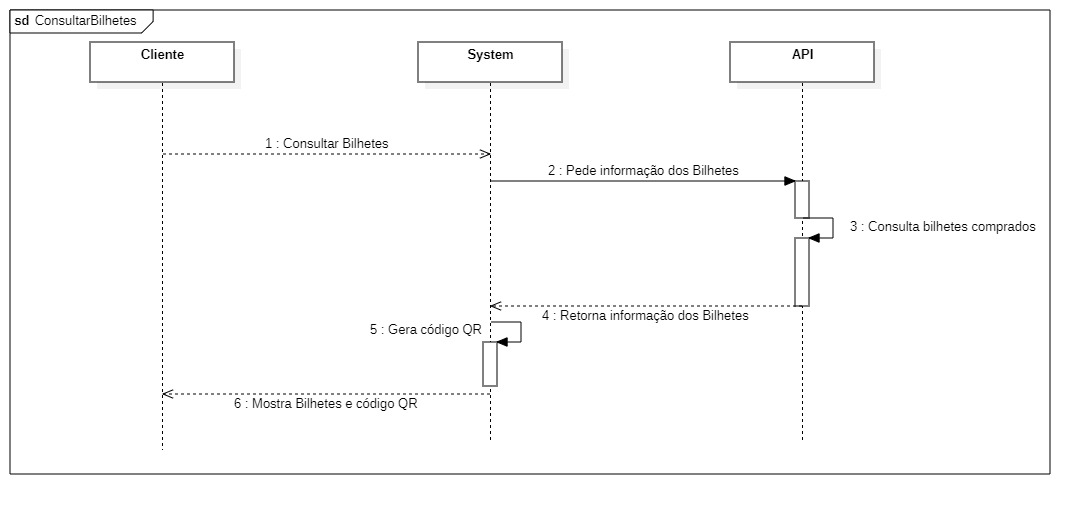 sd ConsultarBilhetes
Cliente
System
API
1 : Consultar Bilhetes
2 : Pede informação dos Bilhetes
3 : Consulta bilhetes comprados
4 : Retorna informação dos Bilhetes
5 : Gera código QR
6 : Mostra Bilhetes e código QR